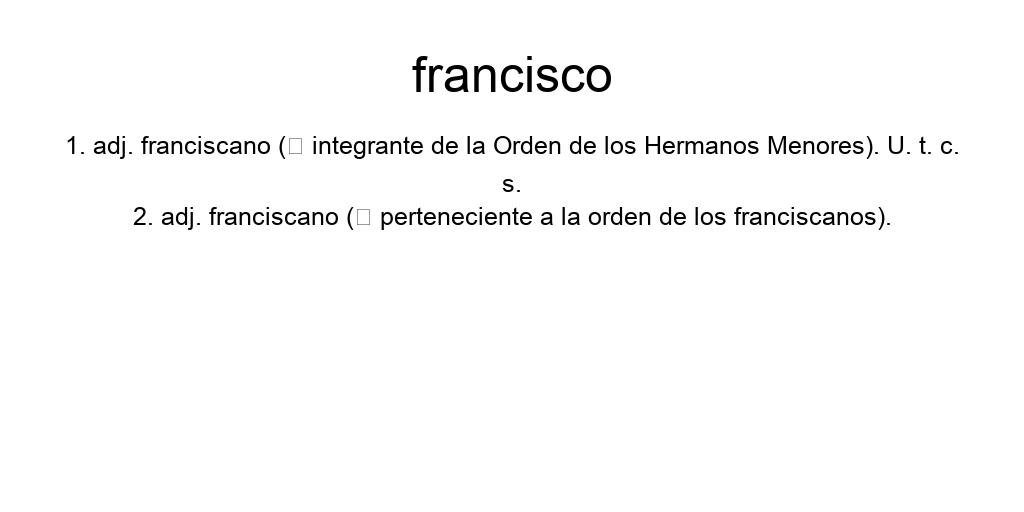 francisco
1. adj. franciscano (▯ integrante de la Orden de los Hermanos Menores). U. t. c.
s.
2. adj. franciscano (▯ perteneciente a la orden de los franciscanos).